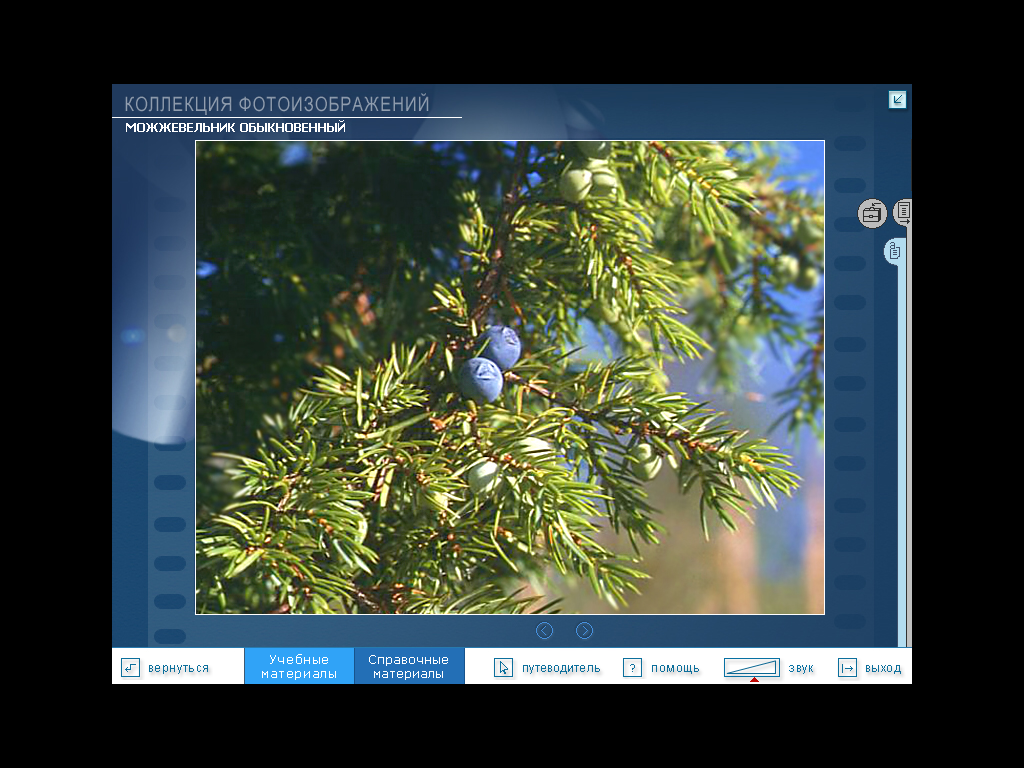 КОЛЛЕКЦИЯ ФОТОИЗОБРАЖЕНИЙ
МОЖЖЕВЕЛЬНИК ОБЫКНОВЕННЫЙ
вернуться
Учебные
материалы
Справочные
материалы
путеводитель
? помощь
звук
выход